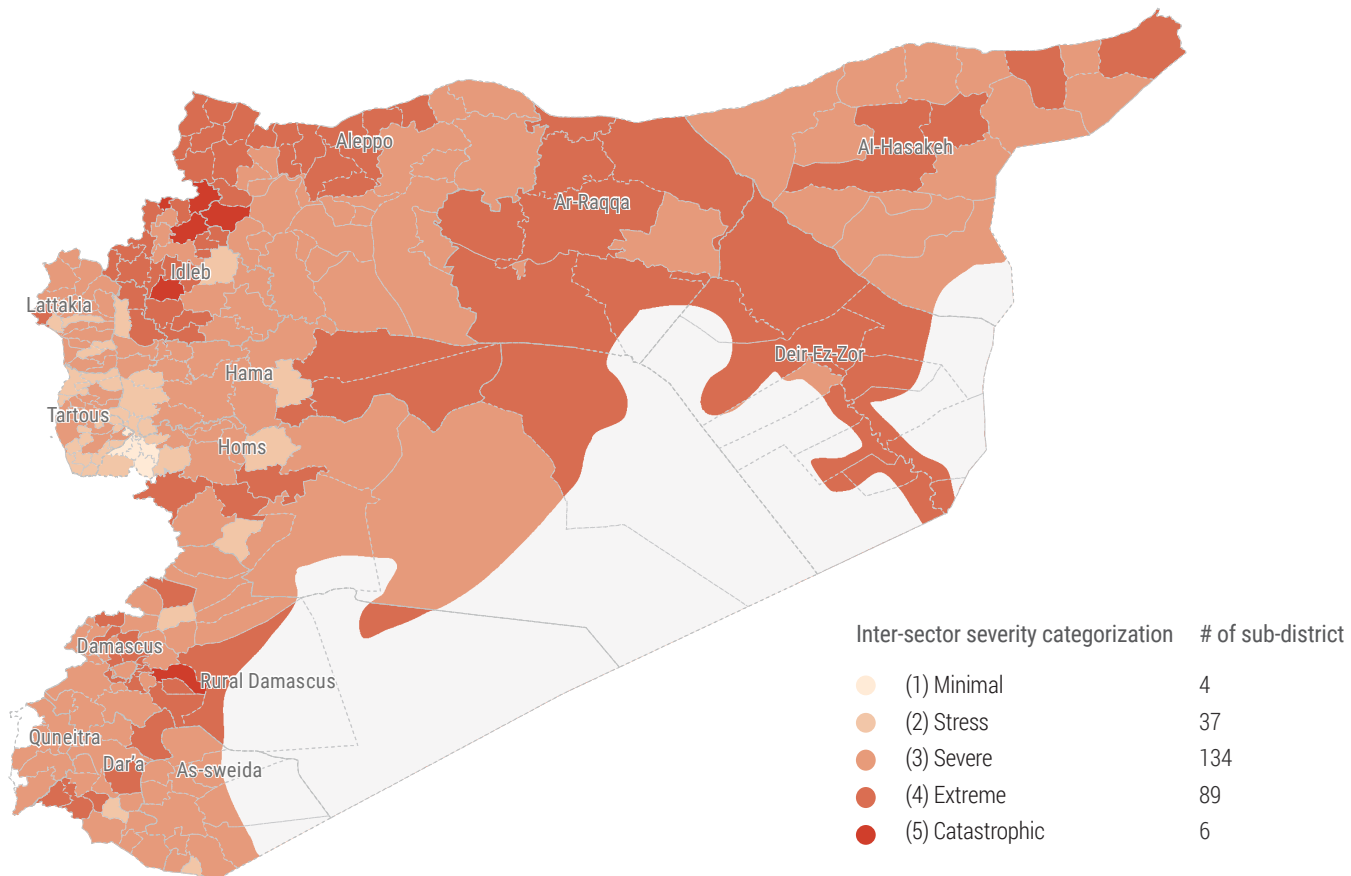 Aleppo
Al-Hasakeh
Ar-Raqqa
Idleb
Lattakia
Deir-Ez-Zor
Hama
Tartous
Homs
Inter-sector severity categorization # of sub-district
Damascus
Rural Damascus
(1) Minimal 4
(2) Stress 37
Quneitra
(3) Severe 134
Dar'a
As-sweida
(4) Extreme 89
(5) Catastrophic 6